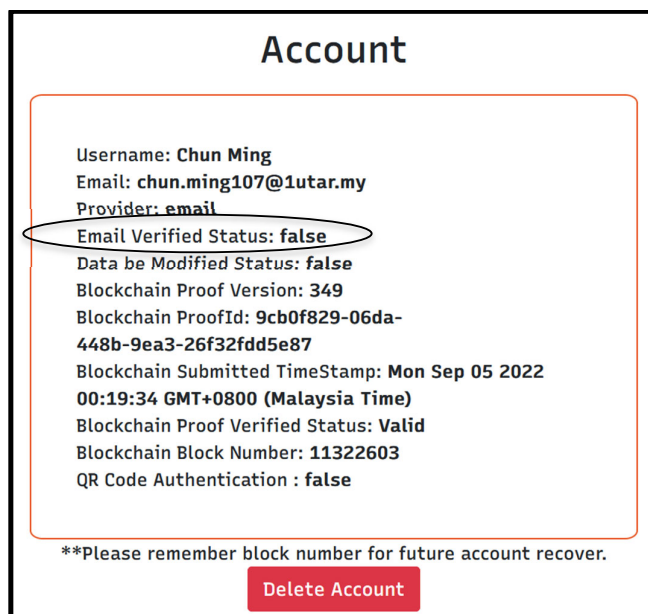 Account
Username: Chun Ming
Email: chun.ming107@1utar.my
Provider: email
Email Verified Status: false
Data be Modified Status: false
Blockchain Proof Version: 349
Blockchain ProofId: 9cb0f829-06da-
448b-9ea3-26f32fdd5e87
Blockchain Submitted TimeStamp: Mon Sep 05 2022
00:19:34 GMT+0800 (Malaysia Time)
Blockchain Proof Verified Status: Valid
Blockchain Block Number: 11322603
QR Code Authentication : false
**Please remember block number for future account recover.
Delete Account